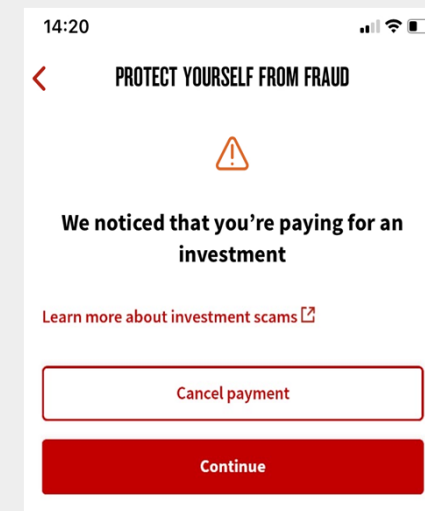 14:20
PROTECT YOURSELF FROM FRAUD
We noticed that you're paying for an
investment
Learn more about investment scams
Cancel payment
Continue